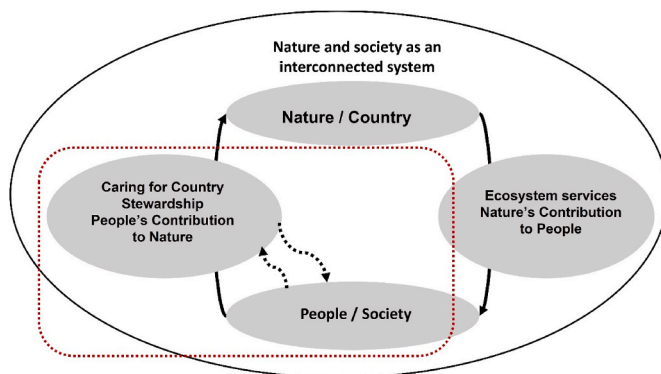 Nature and society as an
interconnected system
Nature / Country
Caring for Country
Stewardship
People's Contribution
to Nature
Ecosystem services
Nature's Contribution
to People
People / Society